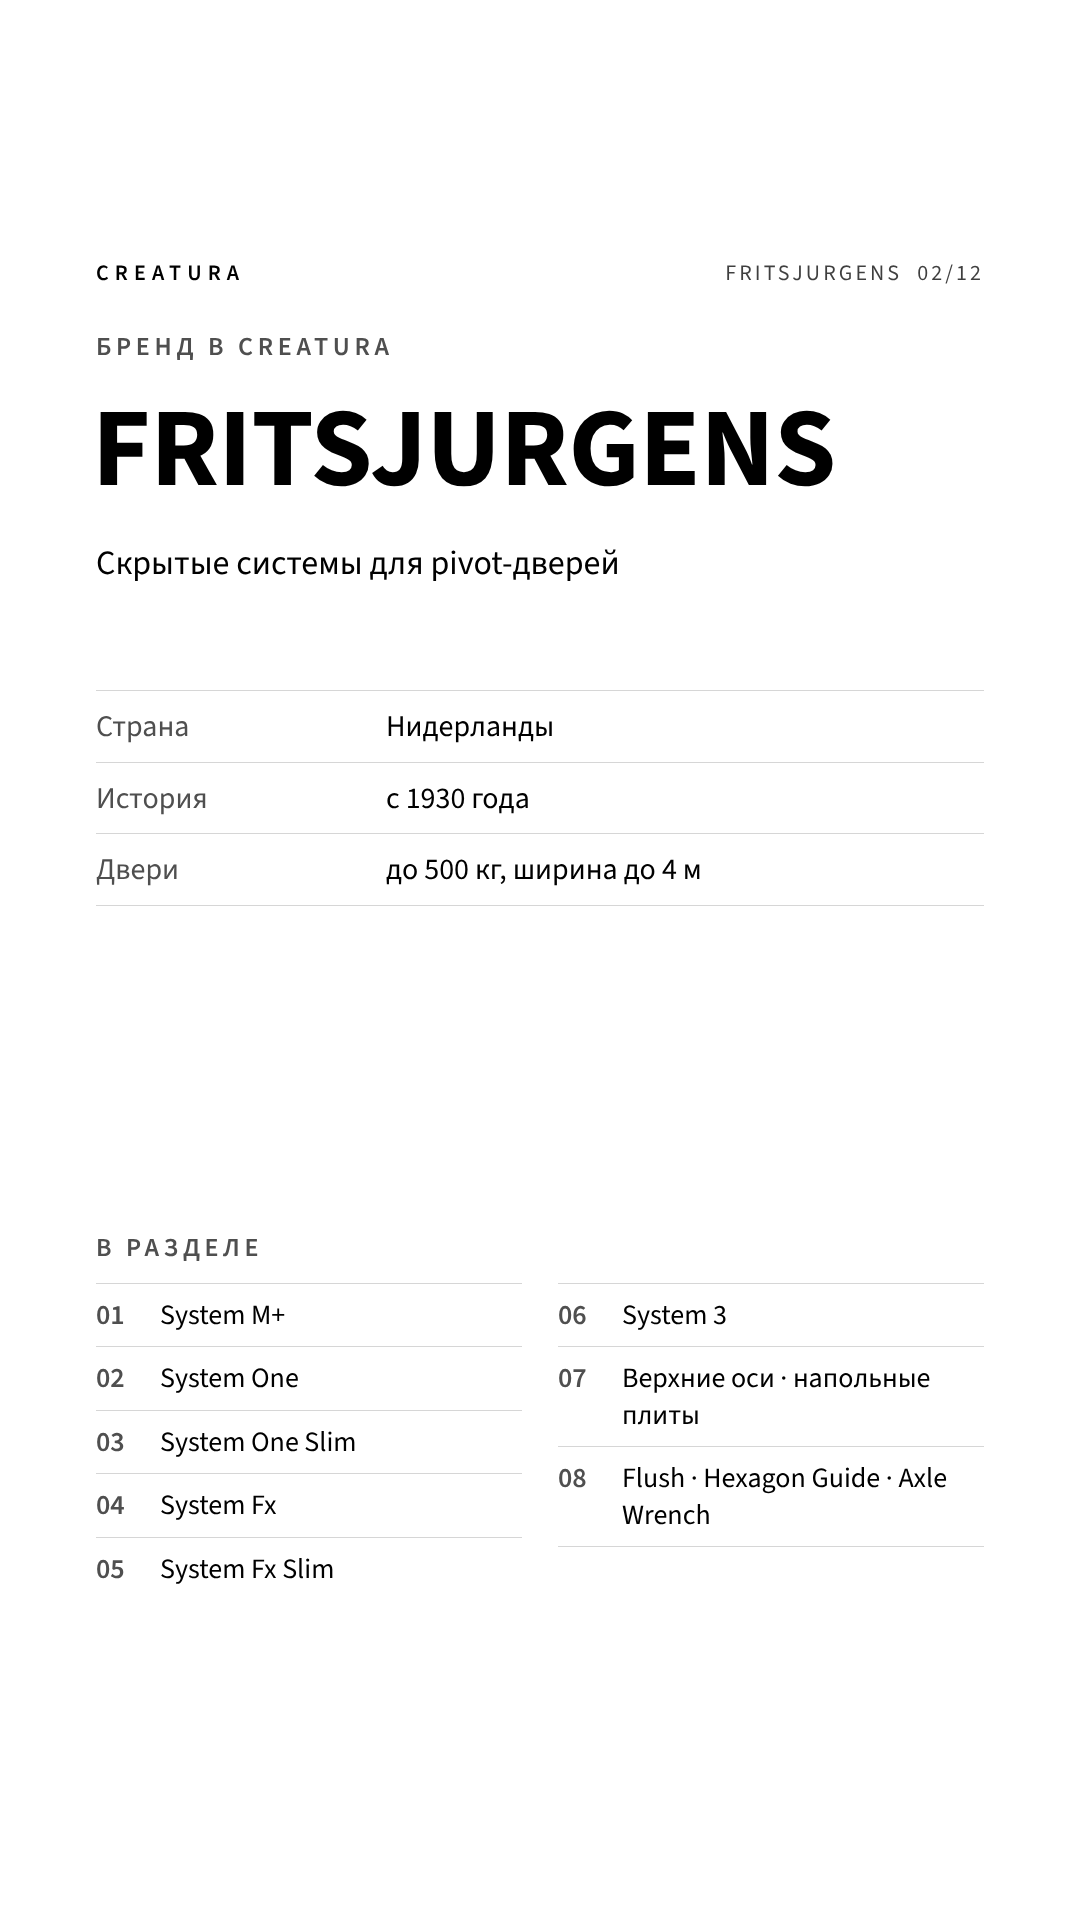 CREATURA
FRITSJURGENS 02/12
БРЕНД В CREATURA
FRITSJURGENS
Скрытые системы для pivot-дверей
Страна Нидерланды
История с 1930 года
Двери до 500 кг, ширина до 4 м
В РАЗДЕЛЕ
01 System M+
02 System One
03 System One Slim
04 System Fx
05 System Fx Slim
06 System 3
07 Верхние оси · напольные
плиты
08 Flush · Hexagon Guide · Axle
Wrench